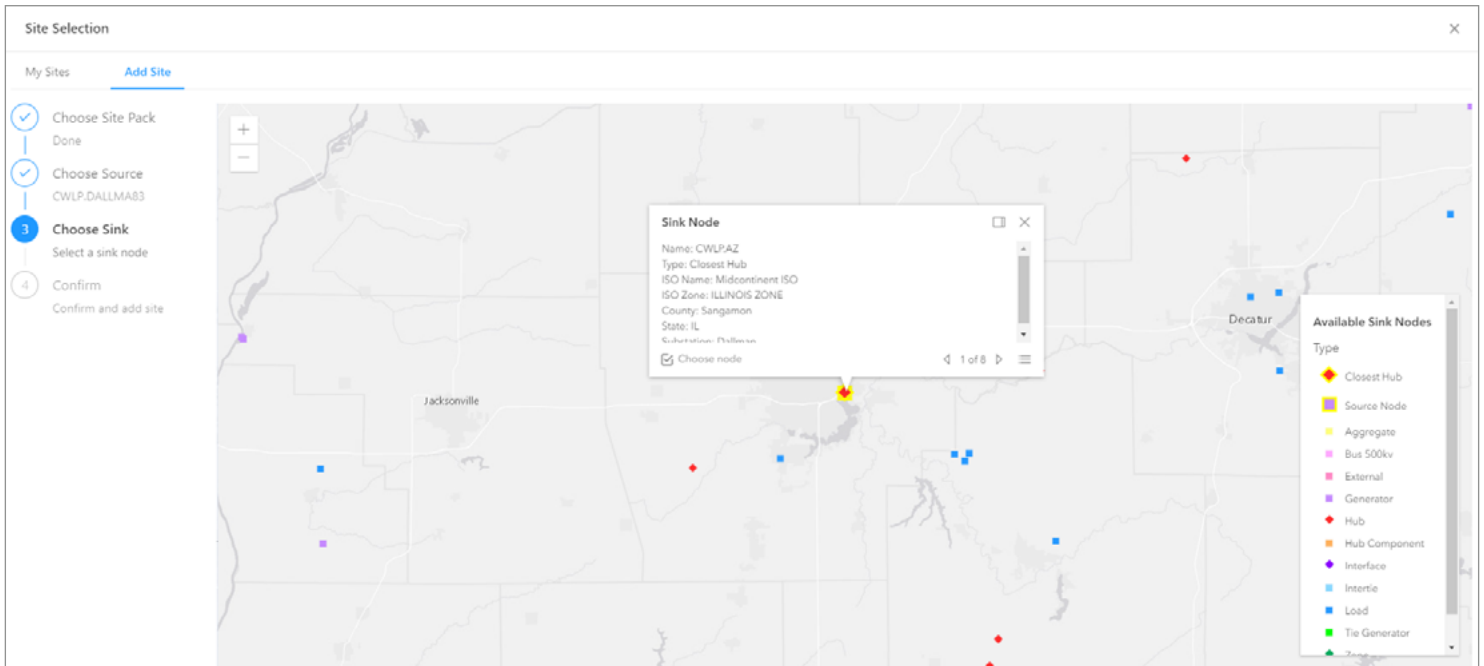 Site Selection
My Sites
Add Site
Choose Site Pack
Done
Choose Source
CWLP.DALLMA83
3
Choose Sink
Select a sink node
4
Confirm
Confirm and add site
Sink Node
Name: CWLP.AZ
Type: Closest Hub
ISO Name: Midcontinent ISO
ISO Zone: ILLINOIS ZONE
County: Sangamon
State: IL
Substation: Dallman
Choose node
1 of 8
Jacksonville
Decatur
Available Sink Nodes
Type
Closest Hub
Source Node
Aggregate
Bus 500kv
External
Generator
Hub
Hub Component
Interface
Intertie
Load
Tie Generator
Zone